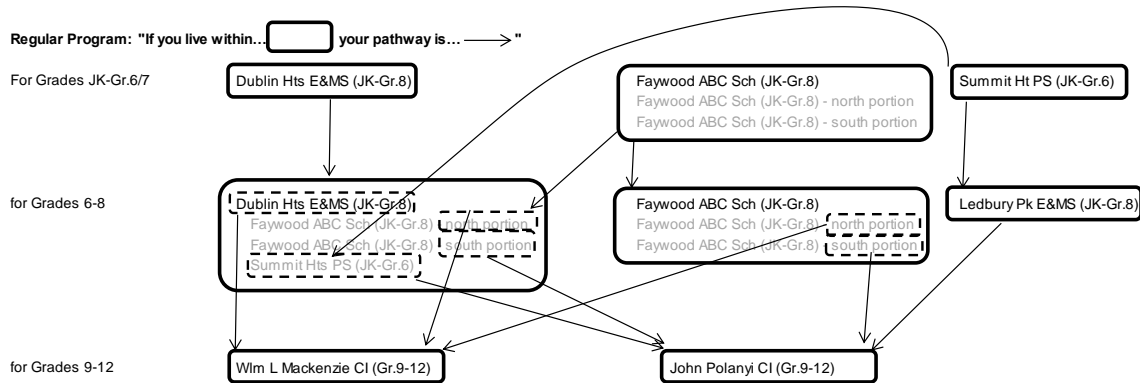 Regular Program: "If you live within… your pathway is… "
For Grades JK-Gr.6/7
Dublin Hts E&MS (JK-Gr.8)
Faywood ABC Sch (JK-Gr.8)
Faywood ABC Sch (JK-Gr.8) - north portion
Faywood ABC Sch (JK-Gr.8) - south portion
Summit Ht PS (JK-Gr.6)
for Grades 6-8
Dublin Hts E&MS (JK-Gr.8)
Faywood ABC Sch (JK-Gr.8) - north portion
Faywood ABC Sch (JK-Gr.8) - south portion
Summit Hts PS (JK-Gr.6)
Faywood ABC Sch (JK-Gr.8)
Faywood ABC Sch (JK-Gr.8) - north portion
Faywood ABC Sch (JK-Gr.8) - south portion
Ledbury Pk E&MS (JK-Gr.8)
for Grades 9-12
Wlm L Mackenzie CI (Gr.9-12)
John Polanyi CI (Gr.9-12)